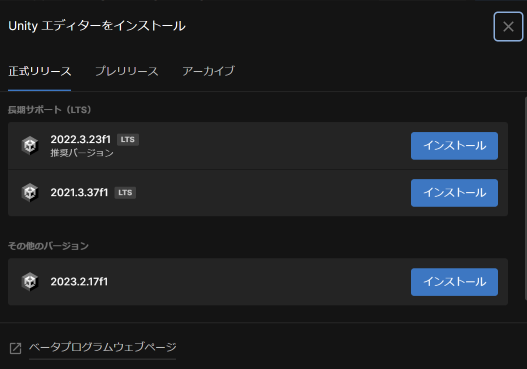 Unity エディターをインストール
正式リリース プレリリース アーカイブ
長期サポート（LTS）
2022.3.23f1 LTS
推奨バージョン
インストール
2021.3.37f1 LTS
インストール
その他のバージョン
2023.2.17f1
インストール
ベータプログラムウェブページ